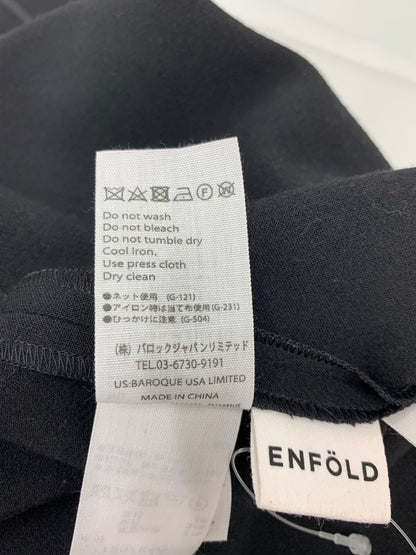 Do not wash
Do not bleach
Do not tumble dry
Cool Iron,
Use press cloth
Dry clean
●ネット使用 (G-121)
●アイロン時は当て布使用(G-231)
●ひっかけに注意 (G-504)
(株) バロックジャパンリミテッド
TEL.03-6730-9191
US:BAROQUE USA LIMITED
MADE IN CHINA
ENFÖLD